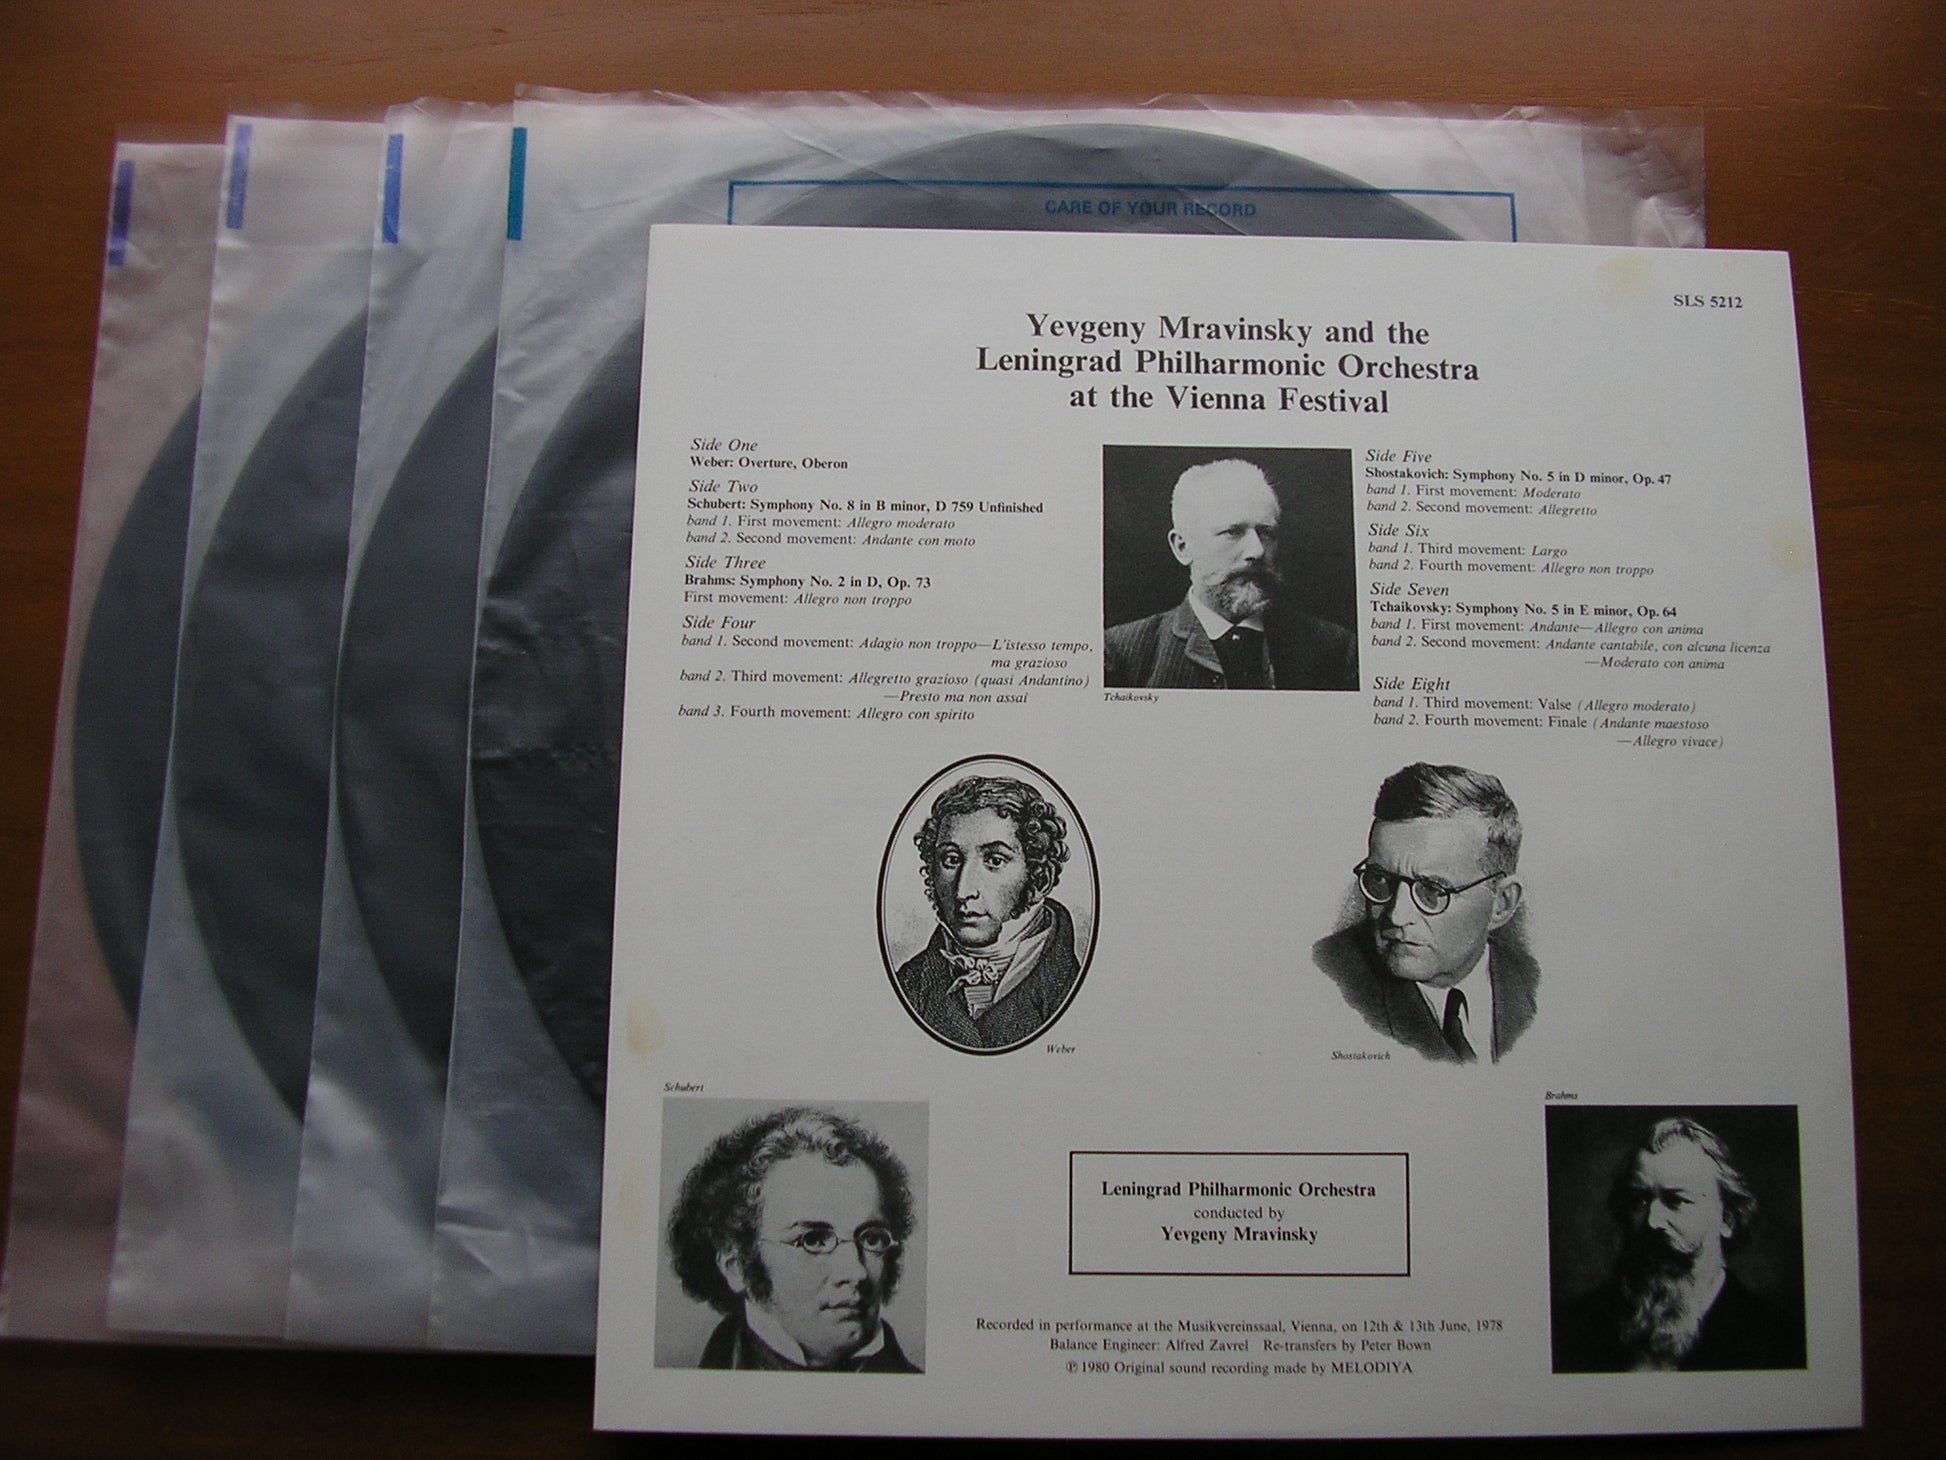 CARE OF YOUR RECORD
SLS 5212
Yevgeny Mravinsky and the
Leningrad Philharmonic Orchestra
at the Vienna Festival
Side One
Weber: Overture, Oberon
Side Two
Schubert: Symphony No. 8 in B minor, D 759 Unfinished
band 1. First movement: Allegro moderato
band 2. Second movement: Andante con moto
Side Three
Brahms: Symphony No. 2 in D, Op. 73
First movement: Allegro non troppo
Side Four
band 1. Second movement: Adagio non troppo—L'istesso tempo,
ma grazioso
band 2. Third movement: Allegretto grazioso (quasi Andantino)
—Presto ma non assai
band 3. Fourth movement: Allegro con spirito
Tchaikovsky
Side Five
Shostakovich: Symphony No. 5 in D minor, Op. 47
band 1. First movement: Moderato
band 2. Second movement: Allegretto
Side Six
band 1. Third movement: Largo
band 2. Fourth movement: Allegro non troppo
Side Seven
Tchaikovsky: Symphony No. 5 in E minor, Op. 64
band 1. First movement: Andante—Allegro con anima
band 2. Second movement: Andante cantabile, con alcuna licenza
—Moderato con anima
Side Eight
band 1. Third movement: Valse (Allegro moderato)
band 2. Fourth movement: Finale (Andante maestoso
—Allegro vivace)
Weber
Shostakovich
Schubert
Brahms
Leningrad Philharmonic Orchestra
conducted by
Yevgeny Mravinsky
Recorded in performance at the Musikvereinssaal, Vienna, on 12th & 13th June, 1978
Balance Engineer: Alfred Zavrel Re-transfers by Peter Bown
℗ 1980 Original sound recording made by MELODIYA